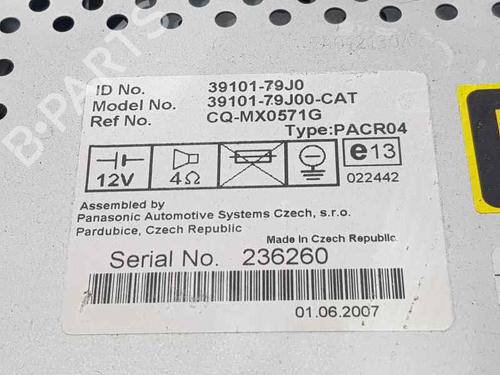 B-PARTS
ID No. 39101-79J0
Model No. 39101-79J00-CAT
Ref No. CQ-MX0571G
Type:PACR04
12V
4Ω
e13
022442
Assembled by
Panasonic Automotive Systems Czech, s.r.o.
Pardubice, Czech Republic
Made in Czech Republic
Serial No. 236260
01.06.2007